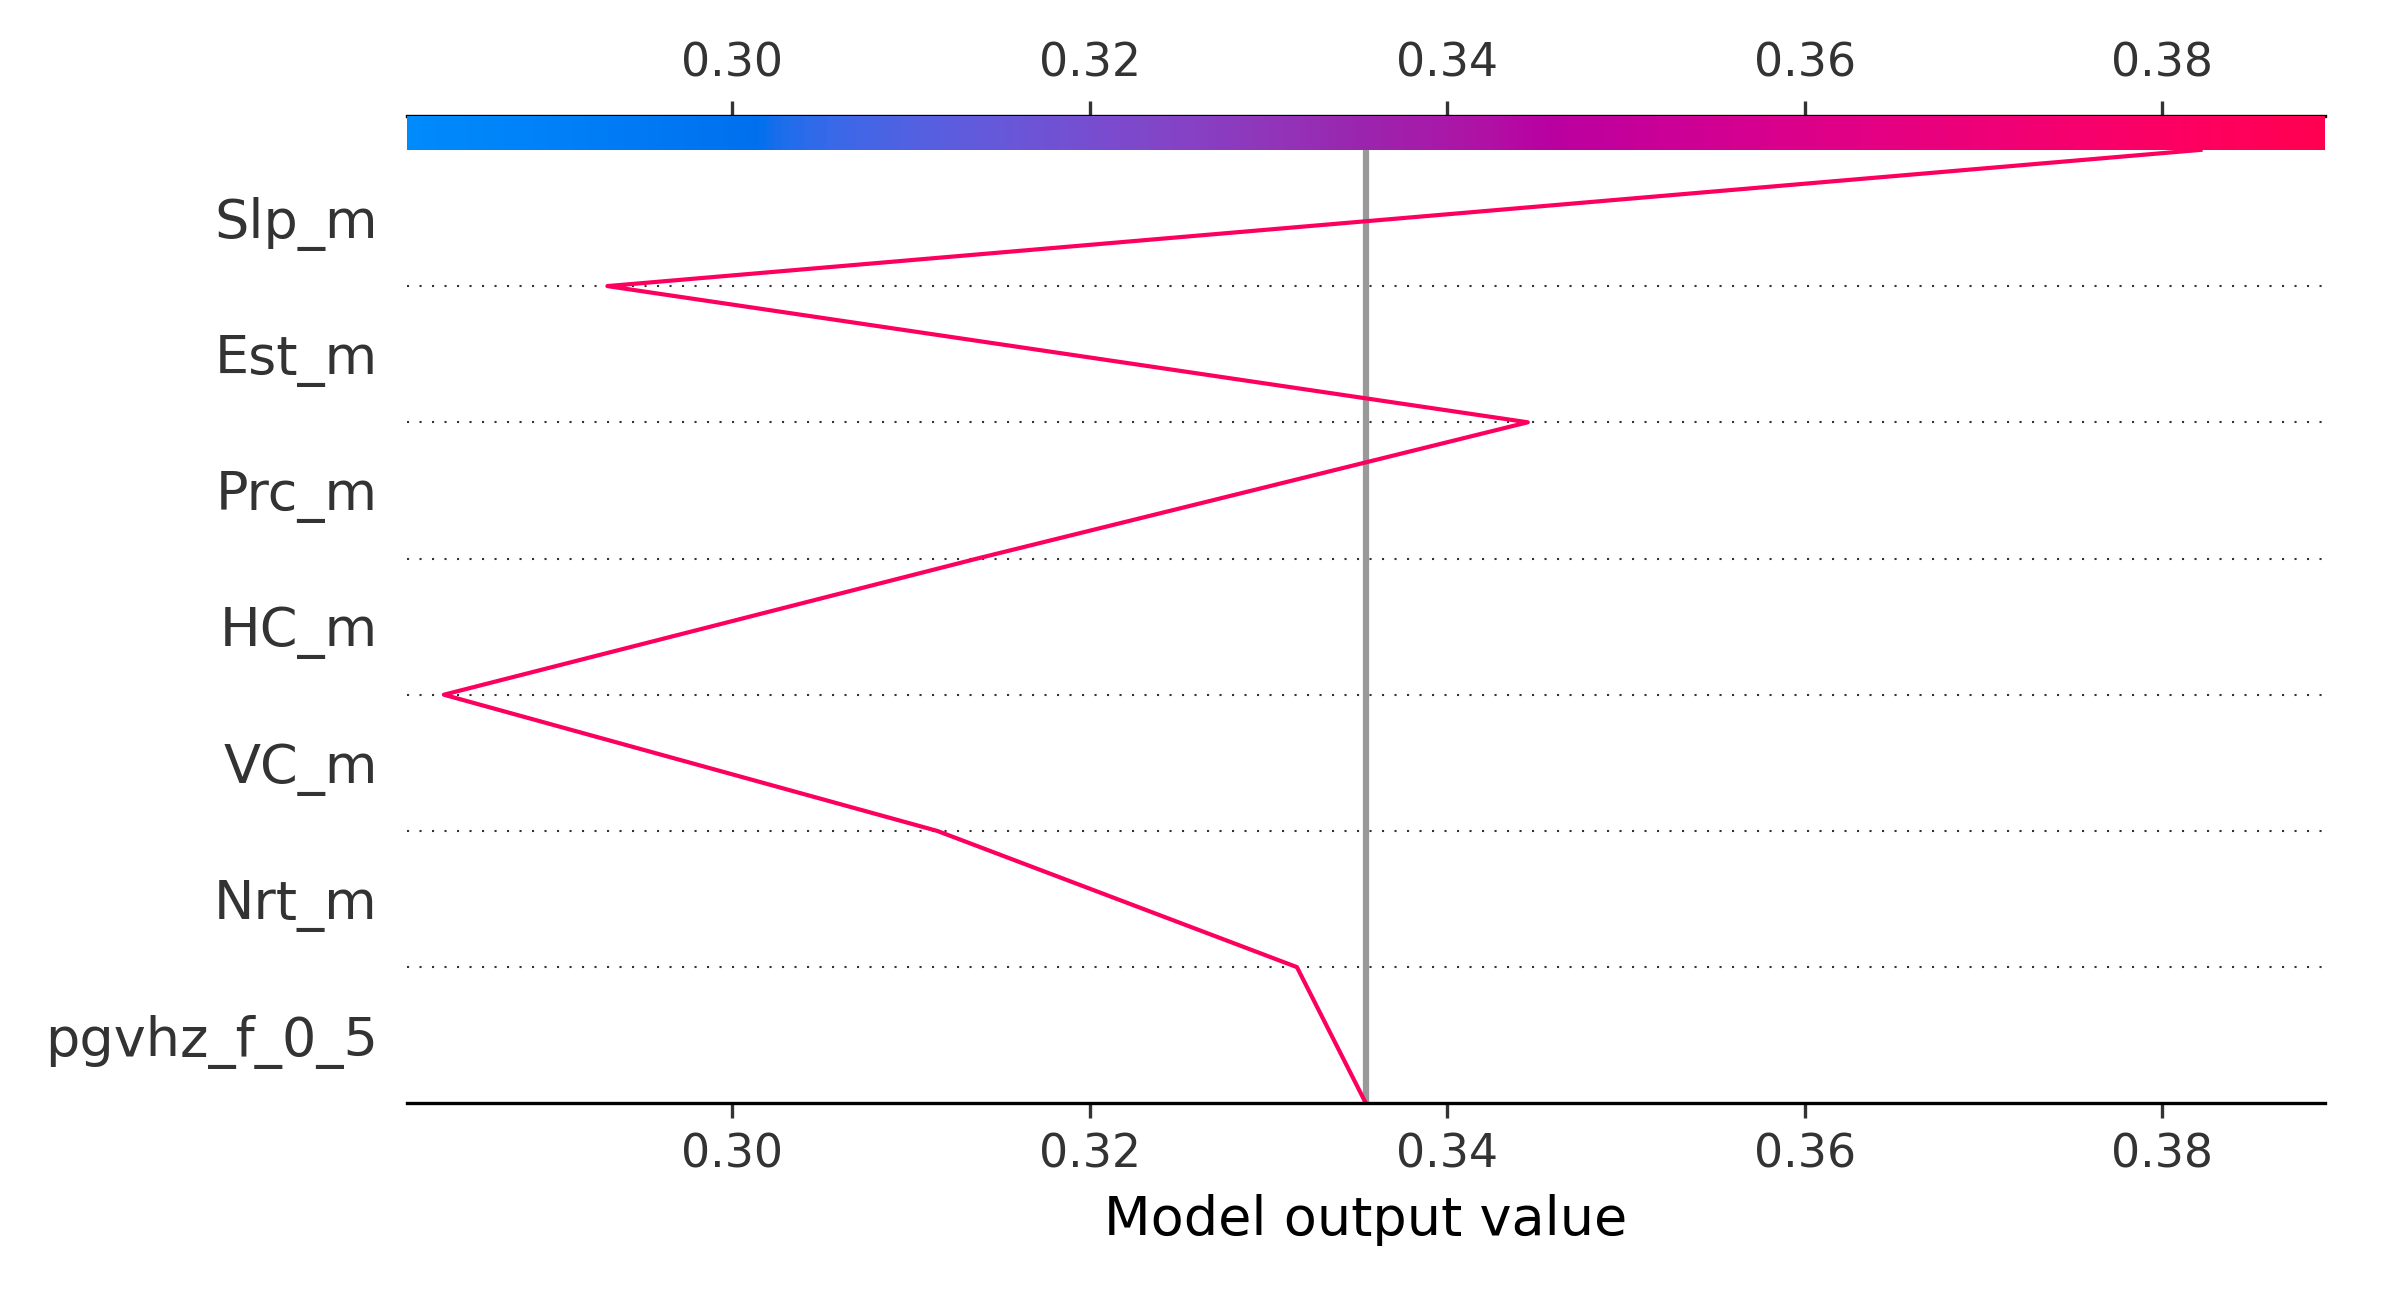 0.30 0.32 0.34 0.36 0.38
Slp_m
Est_m
Prc_m
HC_m
VC_m
Nrt_m
pgvhz_f_0_5
0.30 0.32 0.34 0.36 0.38
Model output value